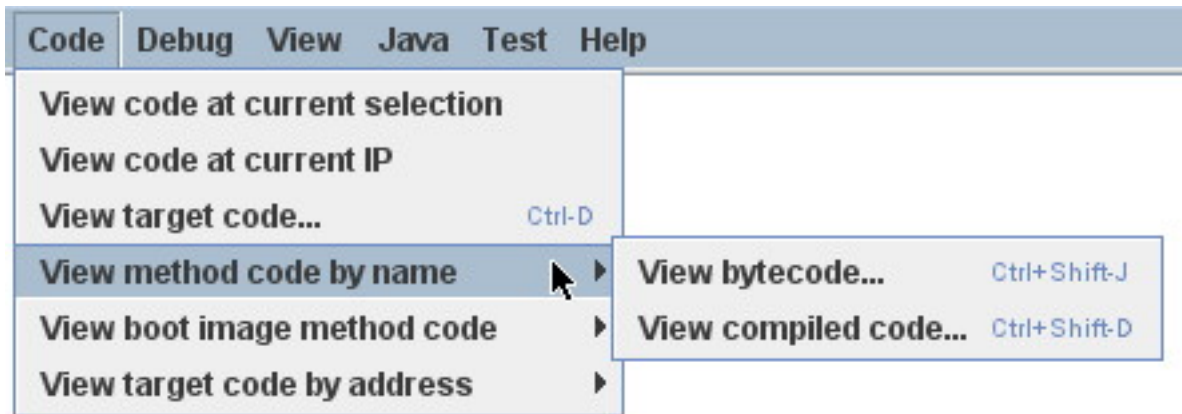 Code Debug View Java Test Help
View code at current selection
View code at current IP
View target code... Ctrl-D
View method code by name
View bytecode... Ctrl+Shift-J
View compiled code... Ctrl+Shift-D
View boot image method code
View target code by address